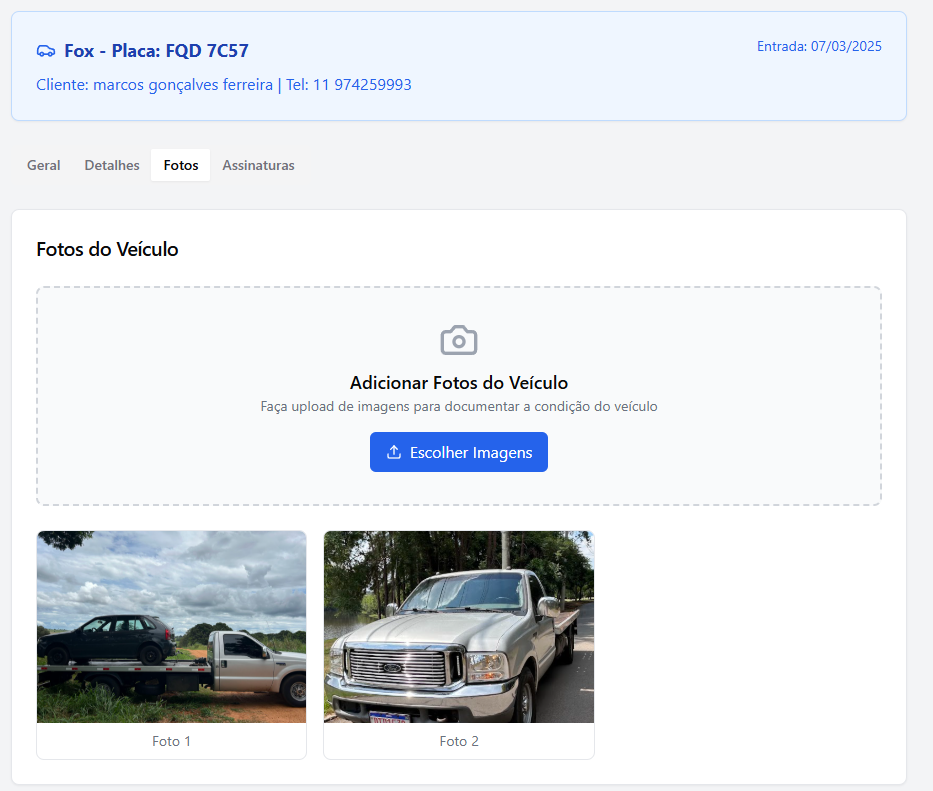 Fox - Placa: FQD 7C57
Entrada: 07/03/2025
Cliente: marcos gonçalves ferreira | Tel: 11 974259993
Geral Detalhes Fotos Assinaturas
Fotos do Veículo
Adicionar Fotos do Veículo
Faça upload de imagens para documentar a condição do veículo
Escolher Imagens
Foto 1 Foto 2